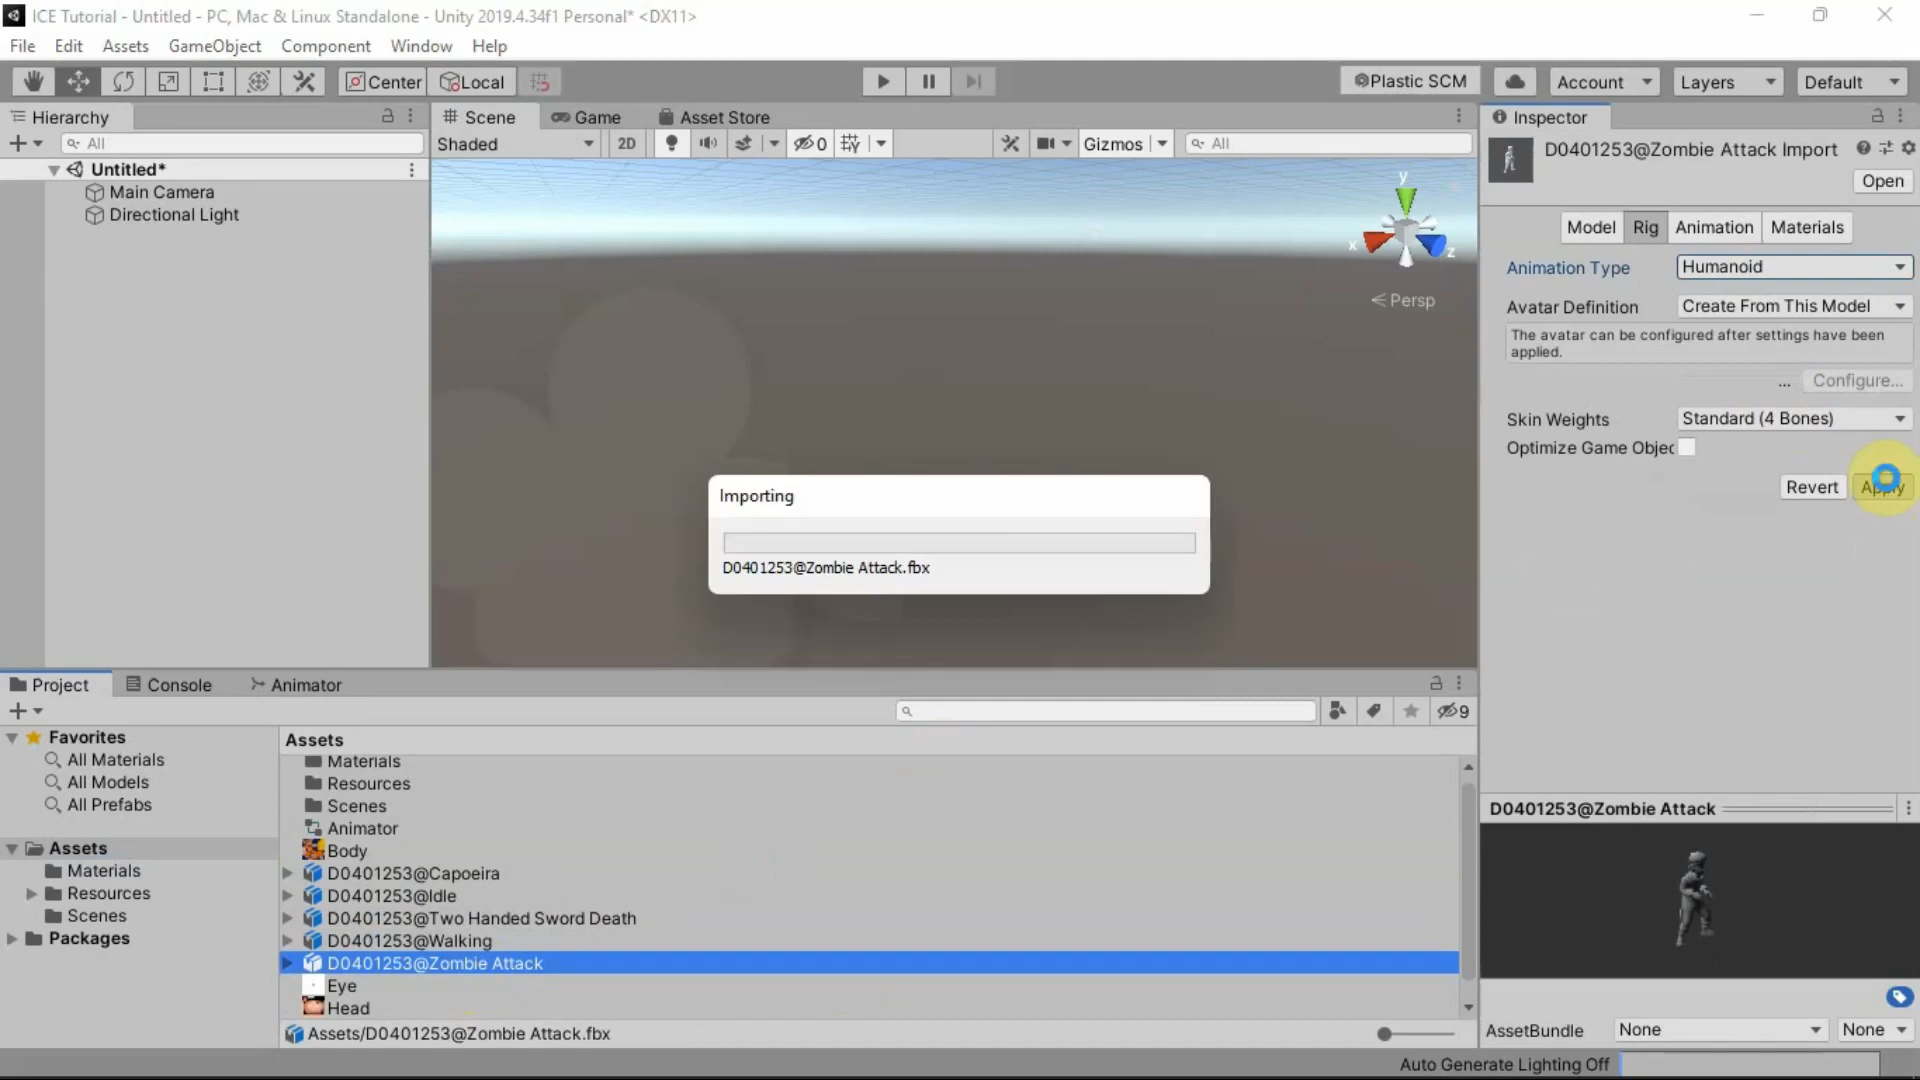 ICE Tutorial - Untitled - PC, Mac & Linux Standalone - Unity 2019.4.34f1 Personal* <DX11>
File Edit Assets GameObject Component Window Help
Center Local Plastic SCM Account Layers Default
Hierarchy
All
Untitled*
Main Camera
Directional Light
Scene Game Asset Store
Shaded 2D 0 Gizmos All
y
x
z
Persp
Importing
D0401253@Zombie Attack.fbx
Inspector
D0401253@Zombie Attack Import
Open
Model Rig Animation Materials
Animation Type Humanoid
Avatar Definition Create From This Model
The avatar can be configured after settings have been
applied.
... Configure...
Skin Weights Standard (4 Bones)
Optimize Game Objec
Revert Apply
Project Console Animator
9
Favorites
All Materials
All Models
All Prefabs
Assets
Materials
Resources
Scenes
Packages
Assets
Materials
Resources
Scenes
Animator
Body
D0401253@Capoeira
D0401253@Idle
D0401253@Two Handed Sword Death
D0401253@Walking
D0401253@Zombie Attack
Eye
Head
Assets/D0401253@Zombie Attack.fbx
D0401253@Zombie Attack
AssetBundle None None
Auto Generate Lighting Off